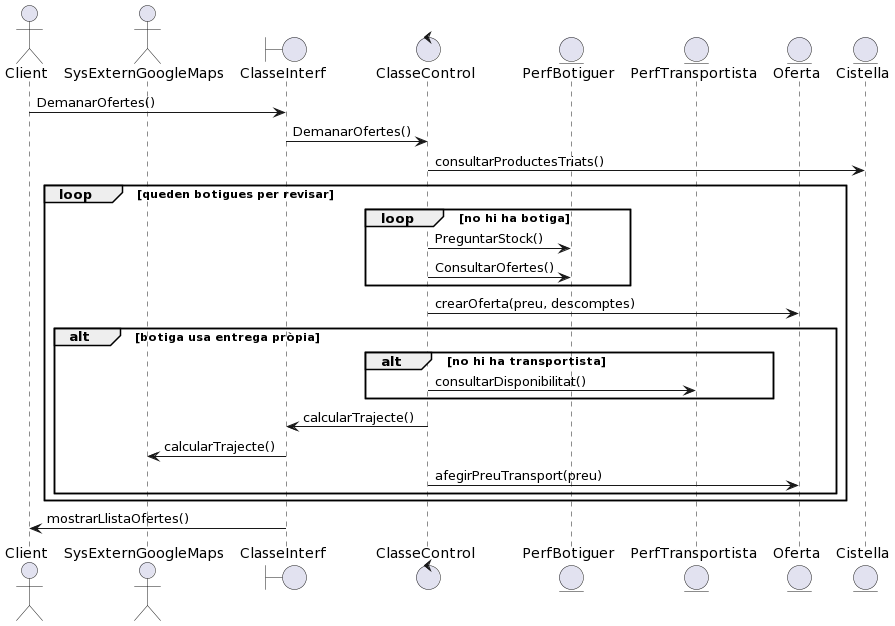 Client SysExternGoogleMaps ClasseInterf ClasseControl PerfBotiguer PerfTransportista Oferta Cistella
DemanarOfertes()
DemanarOfertes()
consultarProductesTriats()
loop [queden botigues per revisar]
loop [no hi ha botiga]
PreguntarStock()
ConsultarOfertes()
crearOferta(preu, descomptes)
alt [botiga usa entrega pròpia]
alt [no hi ha transportista]
consultarDisponibilitat()
calcularTrajecte()
calcularTrajecte()
afegirPreuTransport(preu)
mostrarLlistaOfertes()
Client SysExternGoogleMaps ClasseInterf ClasseControl PerfBotiguer PerfTransportista Oferta Cistella